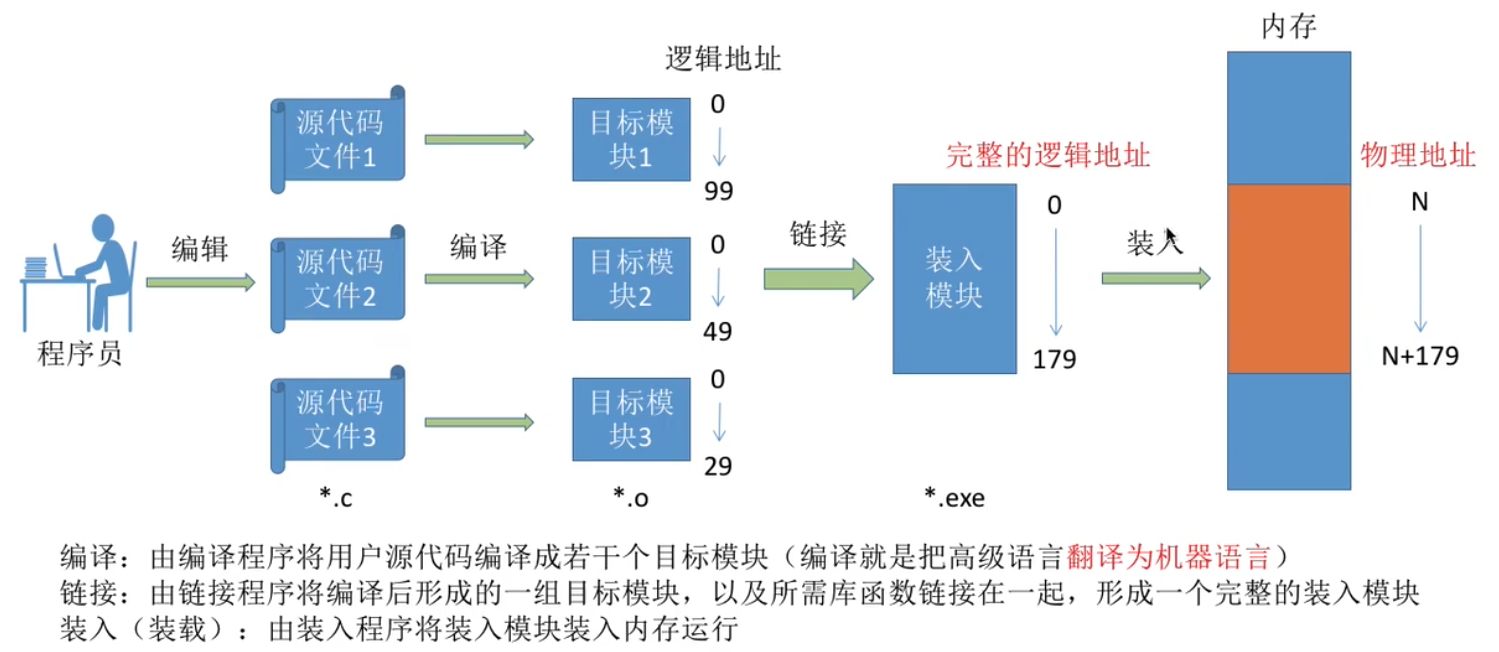 内存
逻辑地址
源代码
文件1
目标模
块1
0
99
完整的逻辑地址
物理地址
程序员
编辑
源代码
文件2
编译
目标模
块2
0
49
链接
装入
模块
0
179
装入
N
N+179
源代码
文件3
目标模
块3
0
29
*.c
*.o
*.exe
编译：由编译程序将用户源代码编译成若干个目标模块（编译就是把高级语言翻译为机器语言）
链接：由链接程序将编译后形成的一组目标模块，以及所需库函数链接在一起，形成一个完整的装入模块
装入（装载）：由装入程序将装入模块装入内存运行